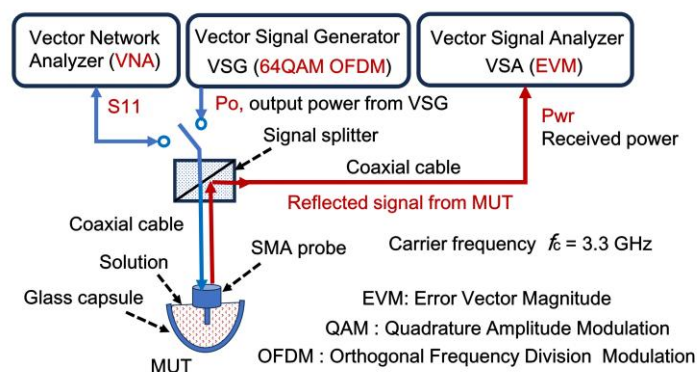 Vector Network
Analyzer (VNA)
Vector Signal Generator
VSG (64QAM OFDM)
Vector Signal Analyzer
VSA (EVM)
S11
Po, output power from VSG
Pwr
Received power
Signal splitter
Coaxial cable
Reflected signal from MUT
Coaxial cable
SMA probe
Carrier frequency fc = 3.3 GHz
Solution
Glass capsule
MUT
EVM: Error Vector Magnitude
QAM : Quadrature Amplitude Modulation
OFDM : Orthogonal Frequency Division Modulation